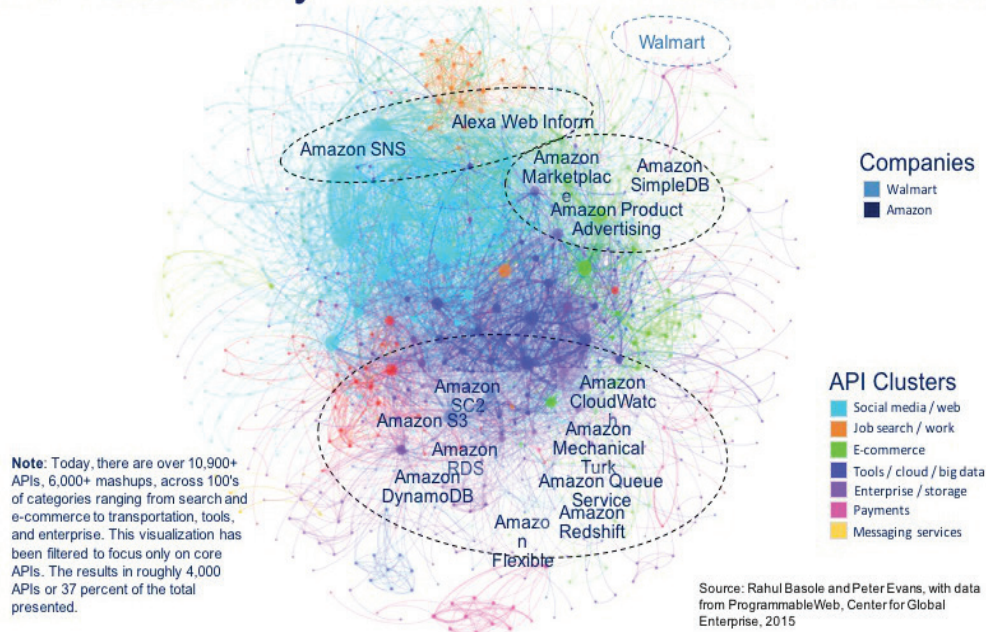 Walmart
Alexa Web Inform
Amazon SNS
Amazon
Marketplac
e
Amazon
SimpleDB
Amazon Product
Advertising
Companies
Walmart
Amazon
Amazon
SC2
Amazon S3
Amazon
RDS
Amazon
DynamoDB
Amazon
CloudWatc
h
Amazon
Mechanical
Turk
Amazon Queue
Service
Amazon
Redshift
Amazo
n
Flexible
API Clusters
Social media / web
Job search / work
E-commerce
Tools / cloud / big data
Enterprise / storage
Payments
Messaging services
Note: Today, there are over 10,900+
APIs, 6,000+ mashups, across 100's
of categories ranging from search and
e-commerce to transportation, tools,
and enterprise. This visualization has
been filtered to focus only on core
APIs. The results in roughly 4,000
APIs or 37 percent of the total
presented.
Source: Rahul Basole and Peter Evans, with data
from ProgrammableWeb, Center for Global
Enterprise, 2015